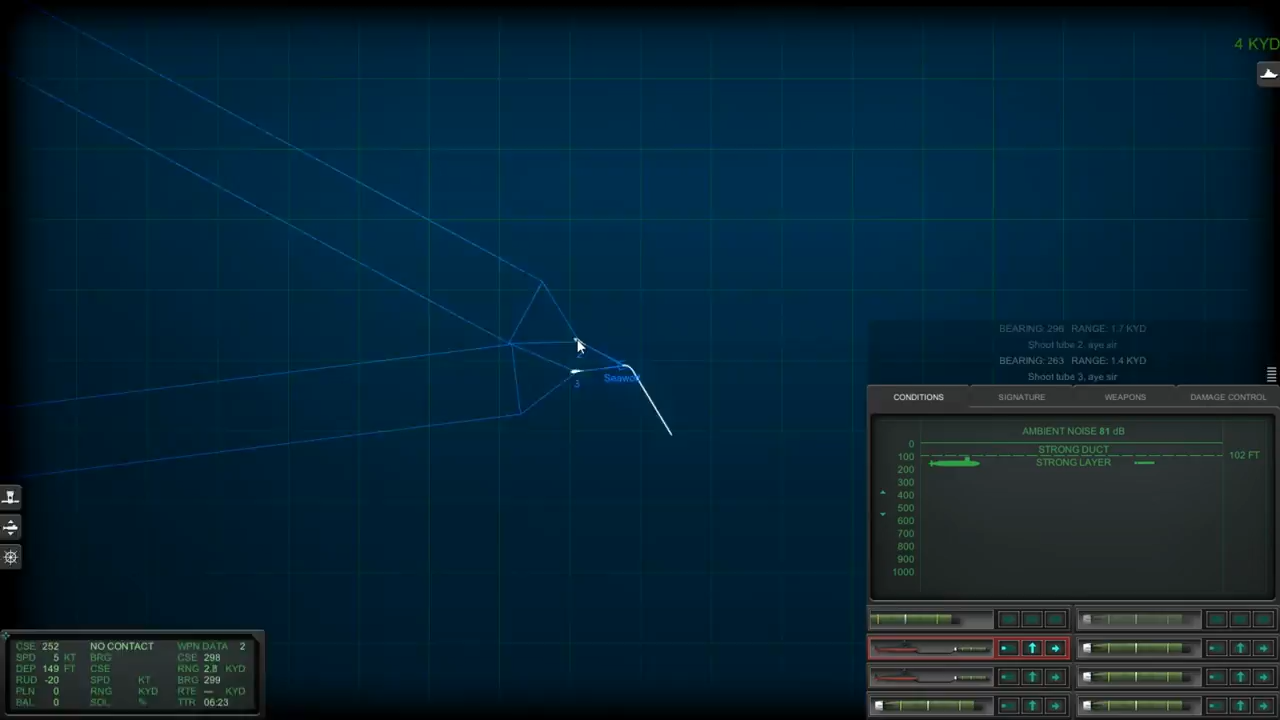 4 KYD
2
3
Seawolf
BEARING: 296 RANGE: 1.7 KYD
Shoot tube 2, aye sir
BEARING: 263 RANGE: 1.4 KYD
Shoot tube 3, aye sir
CONDITIONS SIGNATURE WEAPONS DAMAGE CONTROL
AMBIENT NOISE 81 dB
0
STRONG DUCT
100 102 FT
STRONG LAYER
200
300
400
500
600
700
800
900
1000
CSE 252 NO CONTACT WPN DATA 2
SPD 5 KT BRG CSE 298
DEP 149 FT CSE RNG 2.8 KYD
RUD -20 SPD KT BRG 299
PLN 0 RNG KYD RTE --- KYD
BAL 0 SOL % TTR 06:23